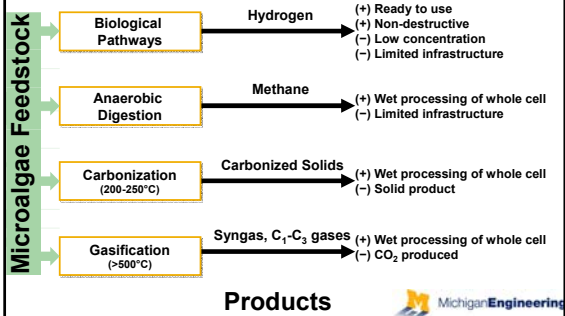 Microalgae Feedstock
Biological
Pathways
Hydrogen
(+) Ready to use
(+) Non-destructive
(−) Low concentration
(−) Limited infrastructure
Anaerobic
Digestion
Methane
(+) Wet processing of whole cell
(−) Limited infrastructure
Carbonization
(200-250°C)
Carbonized Solids
(+) Wet processing of whole cell
(−) Solid product
Gasification
(>500°C)
Syngas, C₁-C₃ gases
(+) Wet processing of whole cell
(−) CO₂ produced
Products
M MichiganEngineering